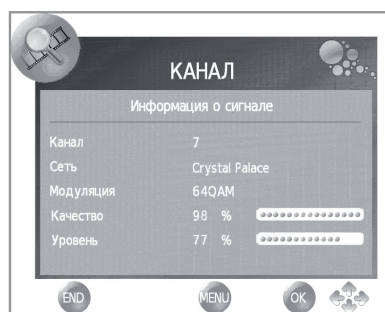 КАНАЛ
Информация о сигнале
Канал 7
Сеть Crystal Palace
Модуляция 64QAM
Качество 98 %
Уровень 77 %
END MENU OK